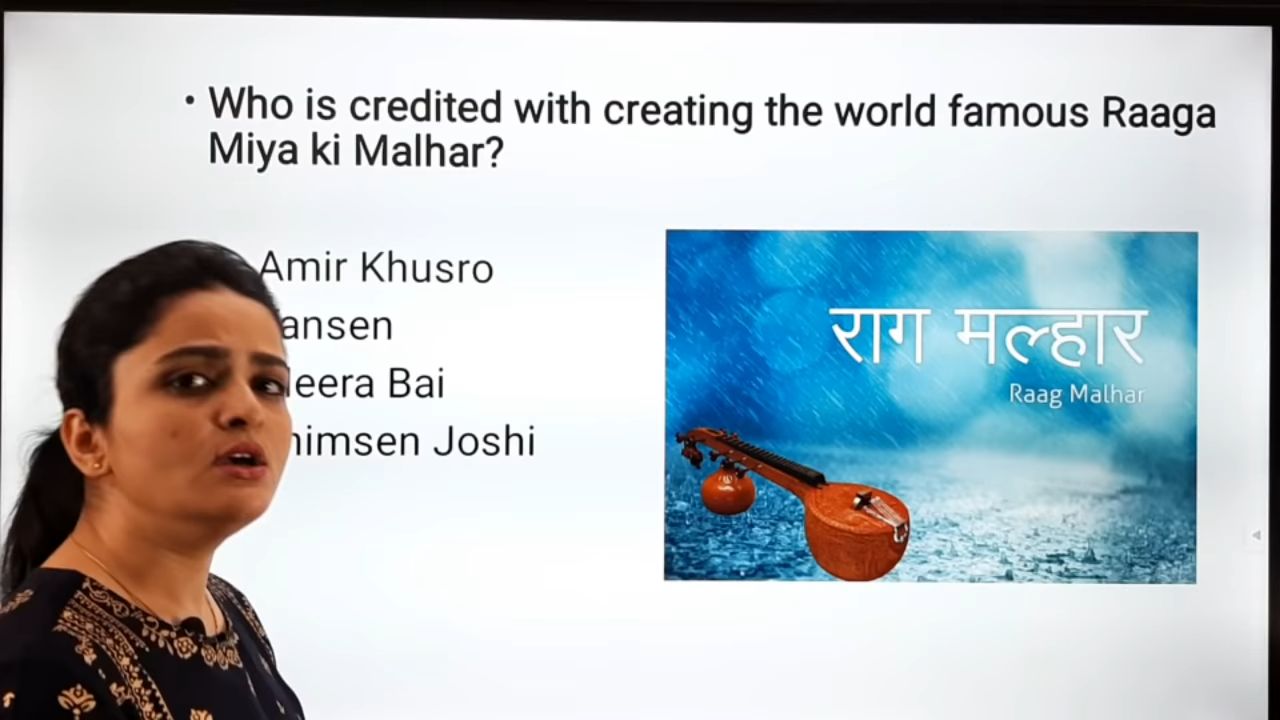 • Who is credited with creating the world famous Raaga
Miya ki Malhar?
Amir Khusro
ansen
eera Bai
himsen Joshi
राग मल्हार
Raag Malhar